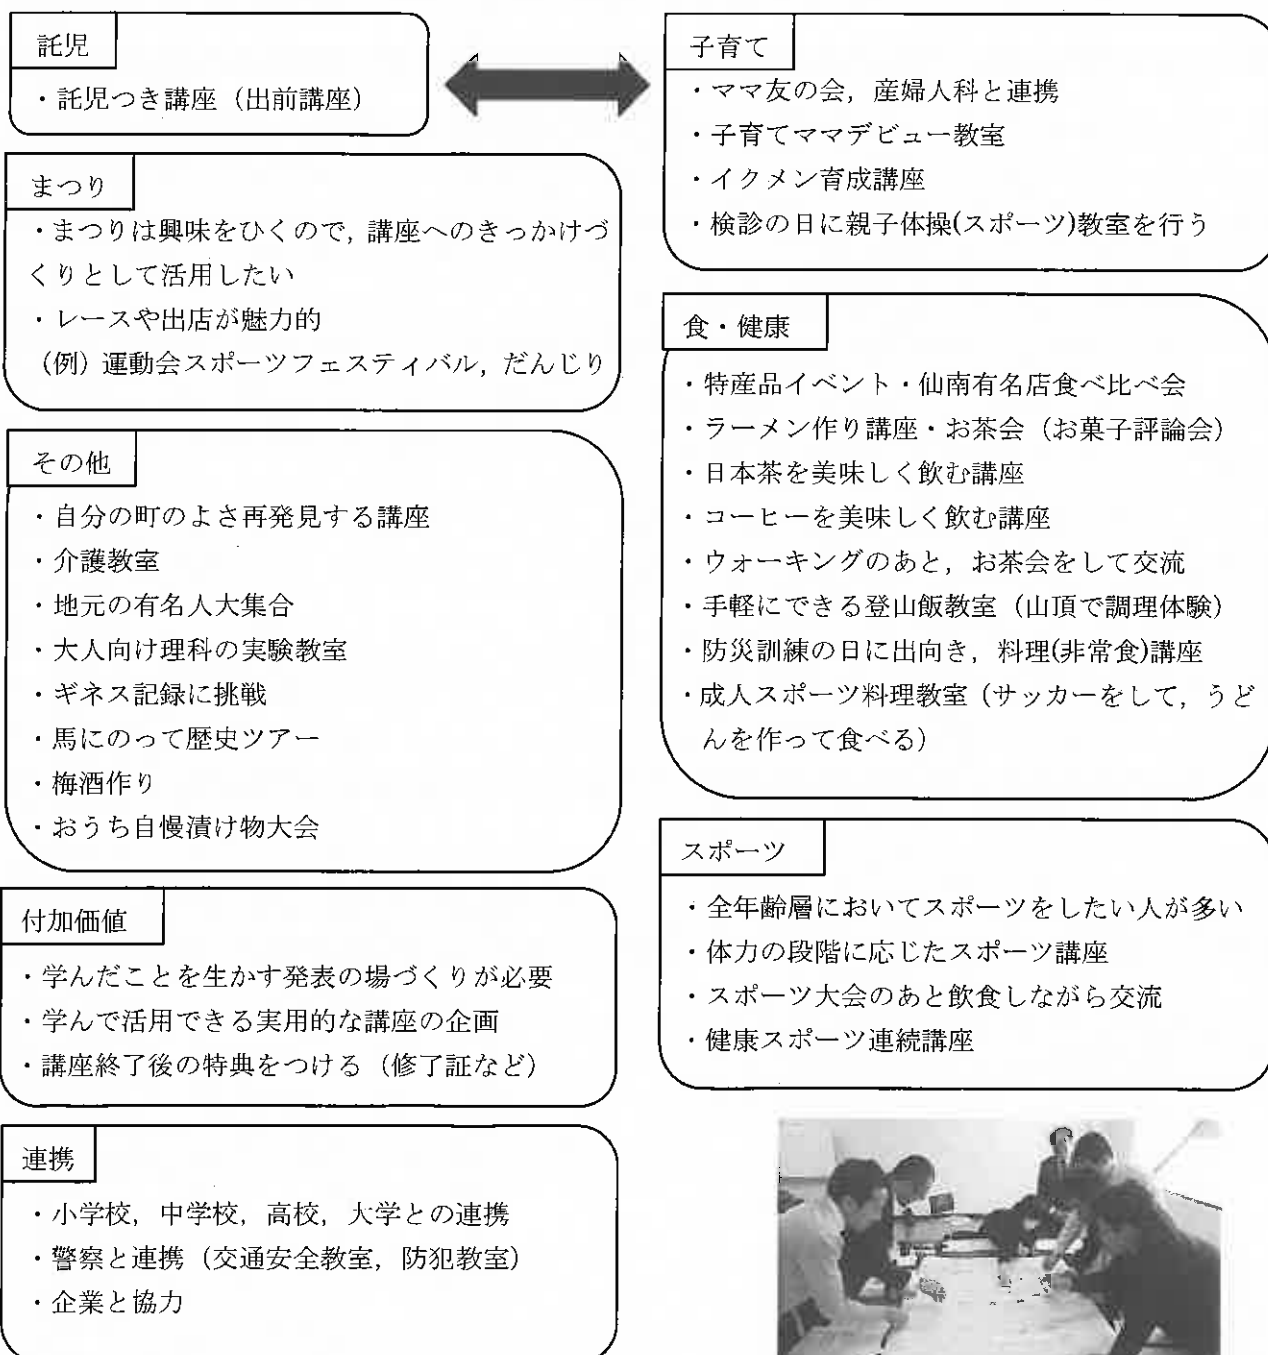 託児
・託児つき講座（出前講座）
まつり
・まつりは興味をひくので，講座へのきっかけづ
くりとして活用したい
・レースや出店が魅力的
（例）運動会スポーツフェスティバル，だんじり
その他
・自分の町のよさ再発見する講座
・介護教室
・地元の有名人大集合
・大人向け理科の実験教室
・ギネス記録に挑戦
・馬にのって歴史ツアー
・梅酒作り
・おうち自慢漬け物大会
付加価値
・学んだことを生かす発表の場づくりが必要
・学んで活用できる実用的な講座の企画
・講座終了後の特典をつける（修了証など）
連携
・小学校，中学校，高校，大学との連携
・警察と連携（交通安全教室，防犯教室）
・企業と協力
子育て
・ママ友の会，産婦人科と連携
・子育てママデビュー教室
・イクメン育成講座
・検診の日に親子体操(スポーツ)教室を行う
食・健康
・特産品イベント・仙南有名店食べ比べ会
・ラーメン作り講座・お茶会（お菓子評論会）
・日本茶を美味しく飲む講座
・コーヒーを美味しく飲む講座
・ウォーキングのあと，お茶会をして交流
・手軽にできる登山飯教室（山頂で調理体験）
・防災訓練の日に出向き，料理(非常食)講座
・成人スポーツ料理教室（サッカーをして，うど
んを作って食べる）
スポーツ
・全年齢層においてスポーツをしたい人が多い
・体力の段階に応じたスポーツ講座
・スポーツ大会のあと飲食しながら交流
・健康スポーツ連続講座